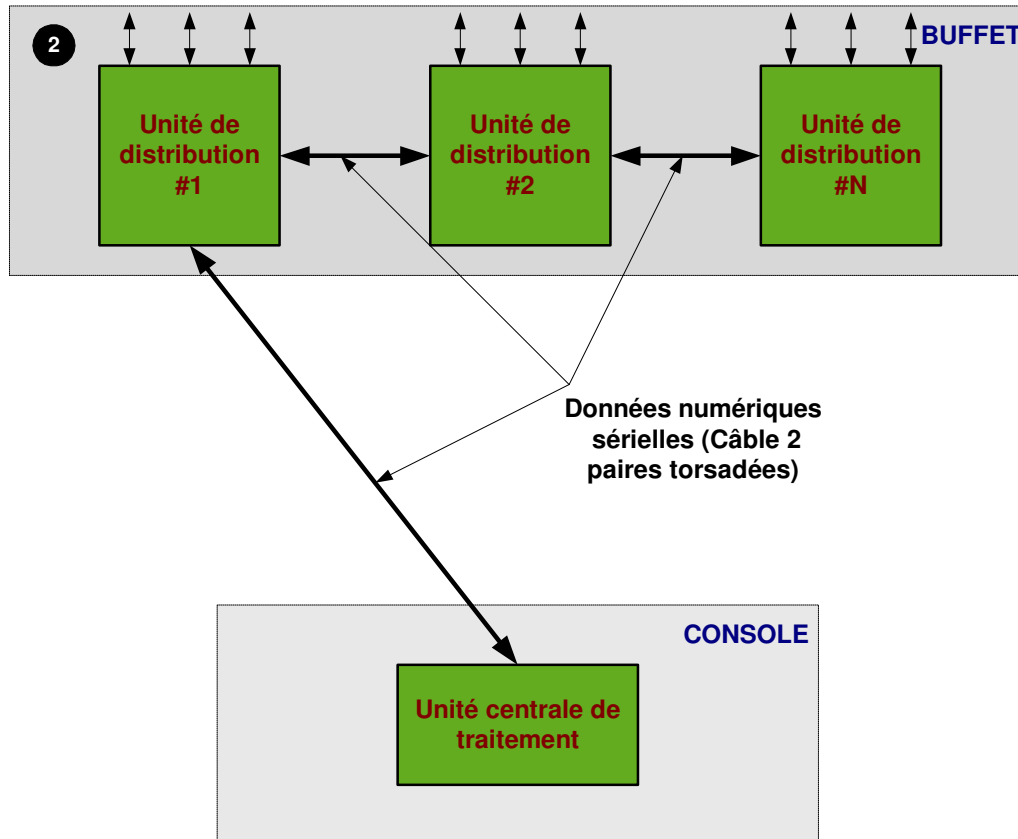 2
BUFFET
Unité de
distribution
#1
Unité de
distribution
#2
Unité de
distribution
#N
Données numériques
sérielles (Câble 2
paires torsadées)
CONSOLE
Unité centrale de
traitement